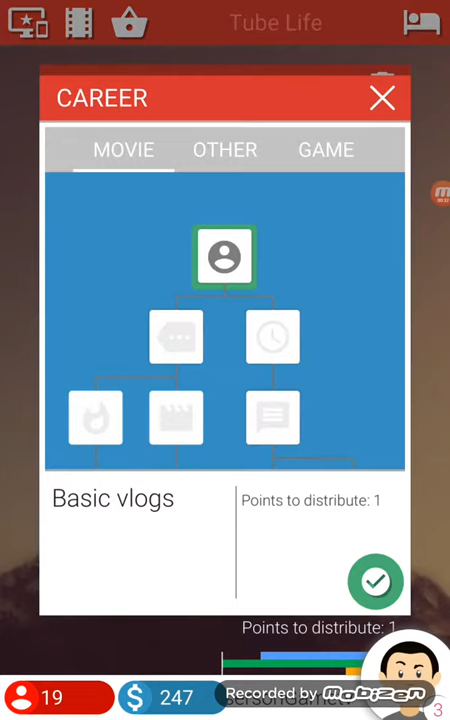 Tube Life
CAREER
MOVIE OTHER GAME
Basic vlogs
Points to distribute: 1
Points to distribute: 1
19
$ 247
Recorded by mobizen
3